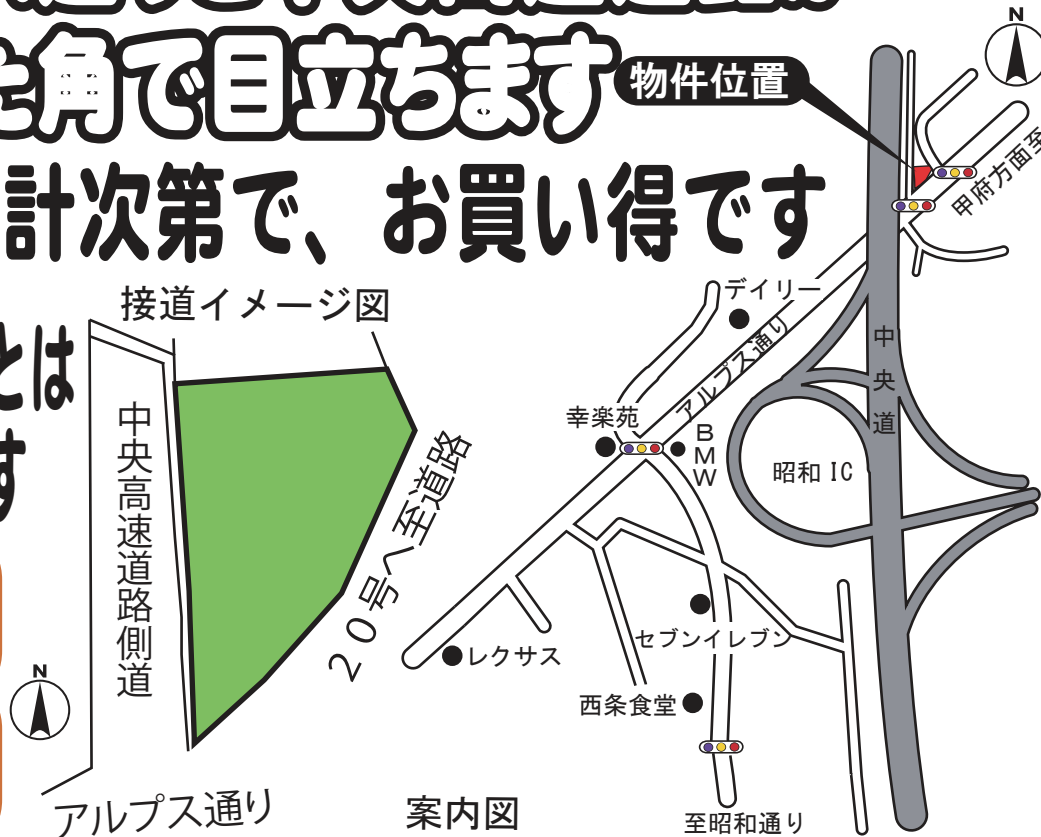 た角で目立ちます
計次第で、お買い得です
とは
す
接道イメージ図
中央高速道路側道
20号へ至道路
アルプス通り
N
物件位置
N
甲府方面至
デイリー
アルプス通り
中央道
幸楽苑
BMW
昭和 IC
レクサス
セブンイレブン
西条食堂
至昭和通り
案内図